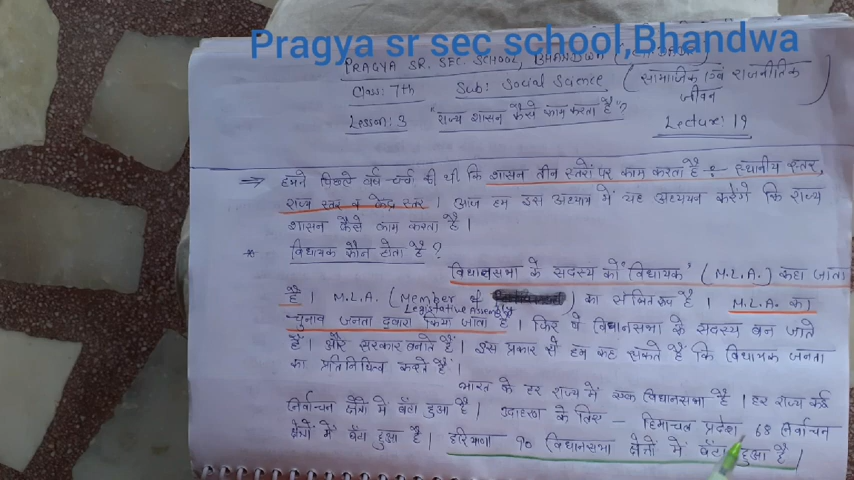 Pragya sr sec school,Bhandwa
PRAGYA SR. SEC. SCHOOL, BHANDWA
Class: 7th Sub: Social Science (सामाजिक एवं राजनीतिक जीवन)
Lesson: 3 "राज्य शासन कैसे काम करता है"? Lecture: 19
⇒ हमने पिछले वर्ष चर्चा की थी कि शासन तीन स्तरों पर काम करता है :- स्थानीय स्तर,
राज्य स्तर व केंद्र स्तर। आज हम इस अध्याय में यह अध्ययन करेंगे कि राज्य
शासन कैसे काम करता है।
* विधायक कौन होता है?
विधानसभा के सदस्य को "विधायक" (M.L.A.) कहा जाता
है। M.L.A. (Member of Legislative Assembly) का संक्षिप्त रूप है। M.L.A. का
चुनाव जनता द्वारा किया जाता है। फिर ये विधानसभा के सदस्य बन जाते
हैं। और सरकार बनाते हैं। इस प्रकार से हम कह सकते हैं कि विधायक जनता
का प्रतिनिधित्व करते हैं।
भारत के हर राज्य में एक विधानसभा है। हर राज्य कई
निर्वाचन क्षेत्रों में बँटा हुआ है। उदाहरण के लिए - हिमाचल प्रदेश 68 निर्वाचन
क्षेत्रों में बँटा हुआ है। हरियाणा 90 विधानसभा क्षेत्रों में बँटा हुआ है।